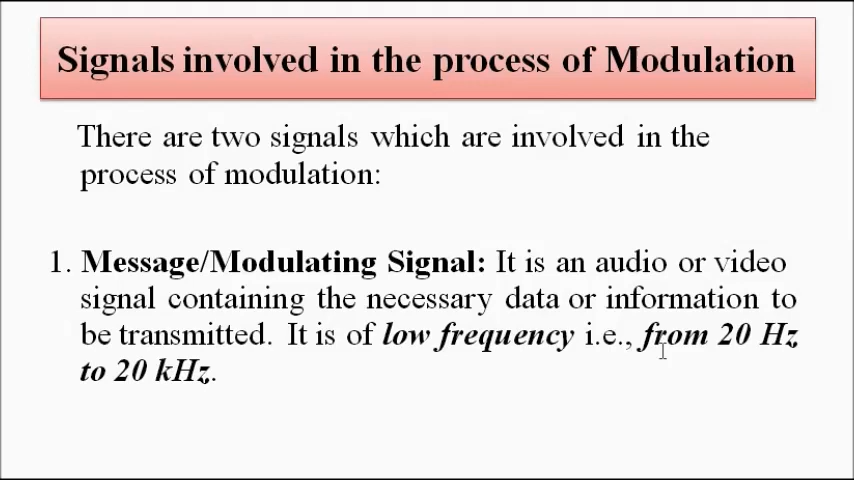 Signals involved in the process of Modulation
There are two signals which are involved in the
process of modulation:
1. Message/Modulating Signal: It is an audio or video
signal containing the necessary data or information to
be transmitted. It is of low frequency i.e., from 20 Hz
to 20 kHz.